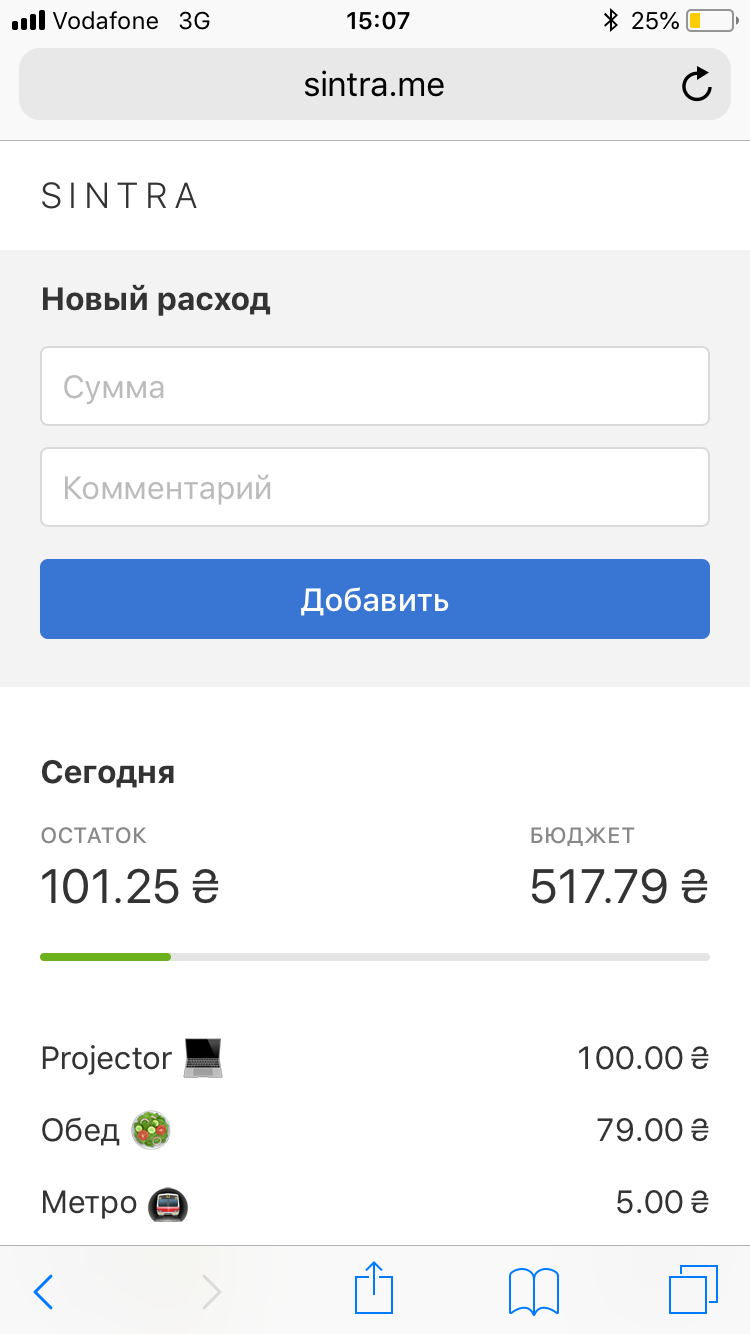 Vodafone 3G 15:07 25%
sintra.me
SINTRA
Новый расход
Сумма
Комментарий
Добавить
Сегодня
ОСТАТОК БЮДЖЕТ
101.25 ₴ 517.79 ₴
Projector 💻 100.00 ₴
Обед 🥗 79.00 ₴
Метро 🚇 5.00 ₴